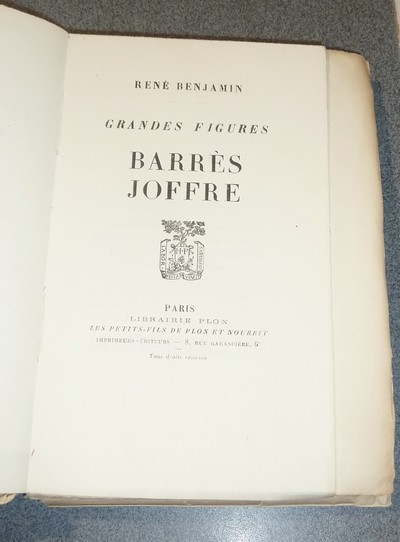 RENÉ BENJAMIN
GRANDES FIGURES
BARRÈS
JOFFRE
LABOR
PARIS
LIBRAIRIE PLON
LES PETITS-FILS DE PLON ET NOURRIT
IMPRIMEURS-ÉDITEURS — 8, RUE GARANCIÈRE, 6e
Tous droits réservés